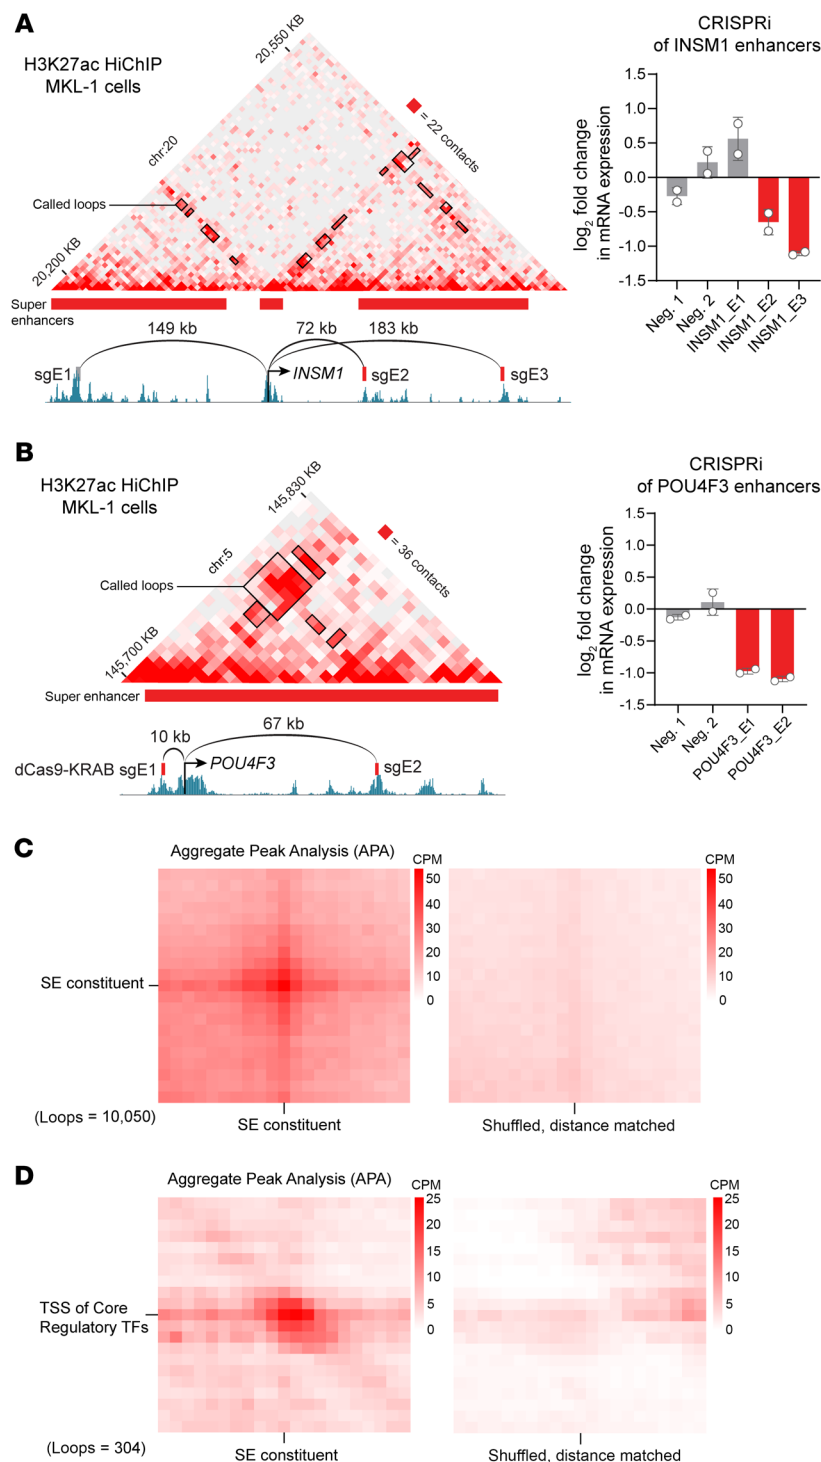 A
H3K27ac HiChIP
MKL-1 cells
20,550 KB
chr:20
= 22 contacts
Called loops
20,200 KB
Super
enhancers
149 kb
72 kb
183 kb
sgE1
INSM1
sgE2
sgE3
CRISPRi
of INSM1 enhancers
log2 fold change
in mRNA expression
1.5
1.0
0.5
0.0
-0.5
-1.0
-1.5
Neg. 1
Neg. 2
INSM1_E1
INSM1_E2
INSM1_E3
B
H3K27ac HiChIP
MKL-1 cells
145,830 KB
chr:5
= 36 contacts
Called loops
145,700 KB
Super enhancer
67 kb
10 kb
dCas9-KRAB sgE1
POU4F3
sgE2
CRISPRi
of POU4F3 enhancers
log2 fold change
in mRNA expression
1.5
1.0
0.5
0.0
-0.5
-1.0
-1.5
Neg. 1
Neg. 2
POU4F3_E1
POU4F3_E2
C
Aggregate Peak Analysis (APA)
CPM
50
40
30
20
10
0
CPM
50
40
30
20
10
0
SE constituent
(Loops = 10,050)
SE constituent
Shuffled, distance matched
D
Aggregate Peak Analysis (APA)
CPM
25
20
15
10
5
0
CPM
25
20
15
10
5
0
TSS of Core
Regulatory TFs
(Loops = 304)
SE constituent
Shuffled, distance matched